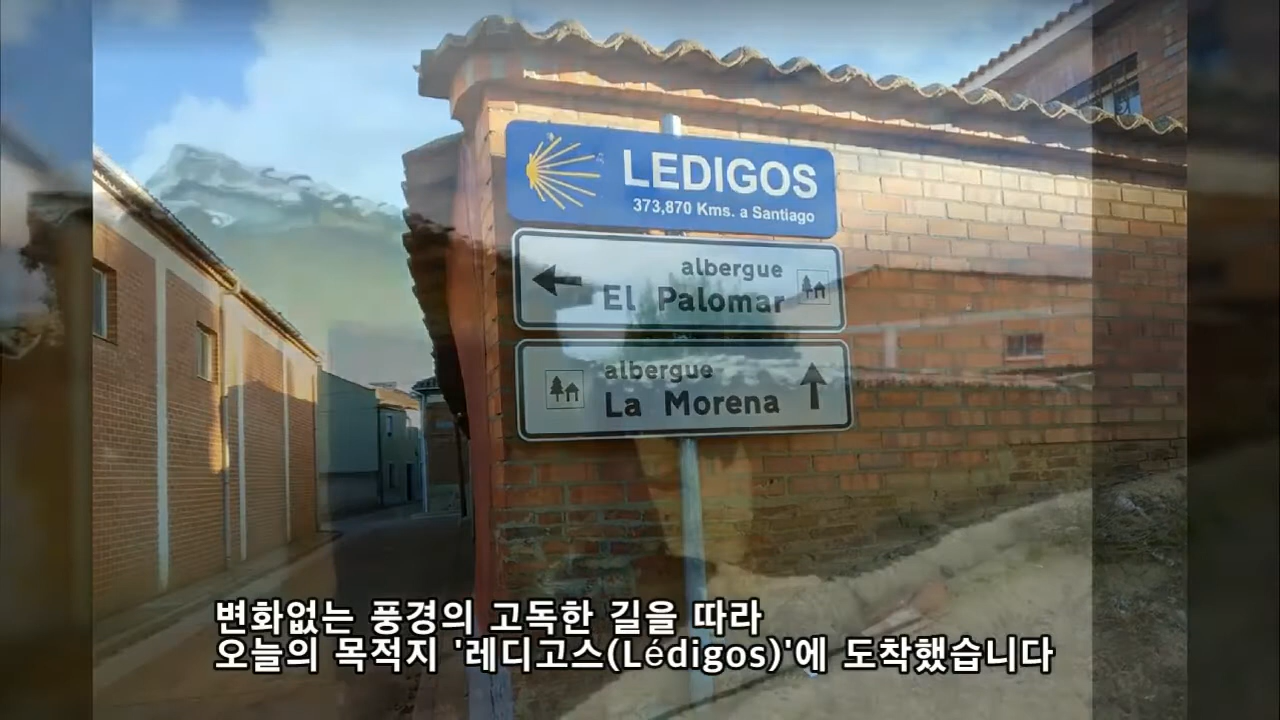 LEDIGOS
373,870 Kms. a Santiago
albergue
El Palomar
albergue
La Morena
변화없는 풍경의 고독한 길을 따라
오늘의 목적지 '레디고스(Lédigos)'에 도착했습니다